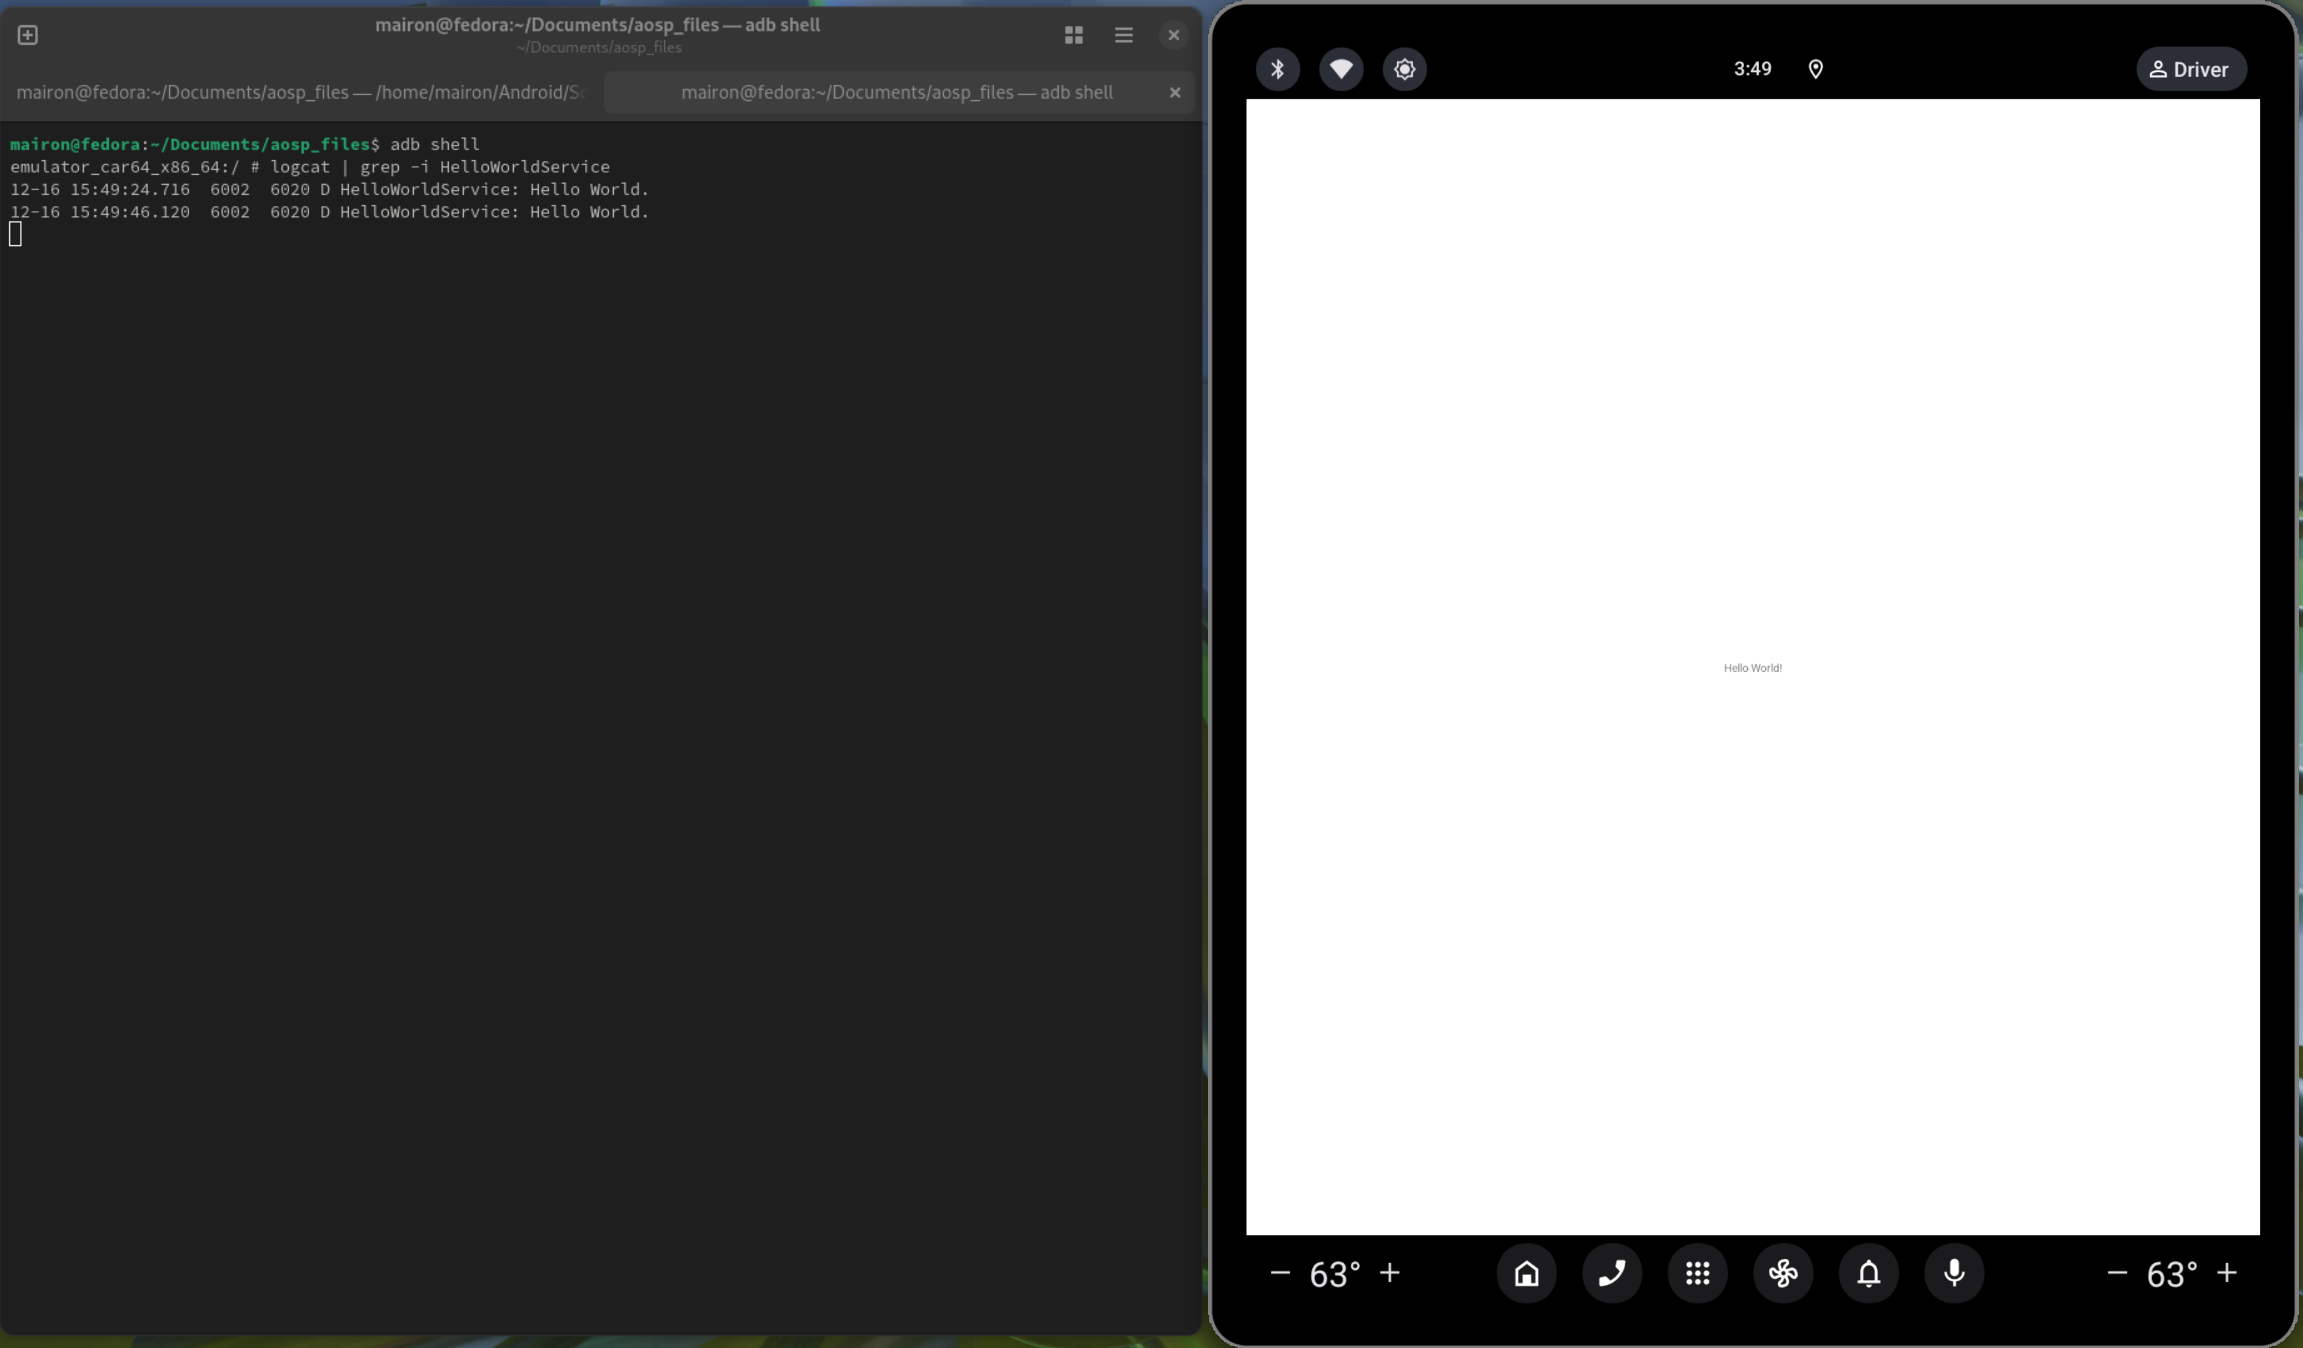 mairon@fedora:~/Documents/aosp_files — adb shell
~/Documents/aosp_files
mairon@fedora:~/Documents/aosp_files — /home/mairon/Android/Sc
mairon@fedora:~/Documents/aosp_files — adb shell
mairon@fedora:~/Documents/aosp_files$ adb shell
emulator_car64_x86_64:/ # logcat | grep -i HelloWorldService
12-16 15:49:24.716  6002  6020 D HelloWorldService: Hello World.
12-16 15:49:46.120  6002  6020 D HelloWorldService: Hello World.
3:49
Driver
Hello World!
63°
63°